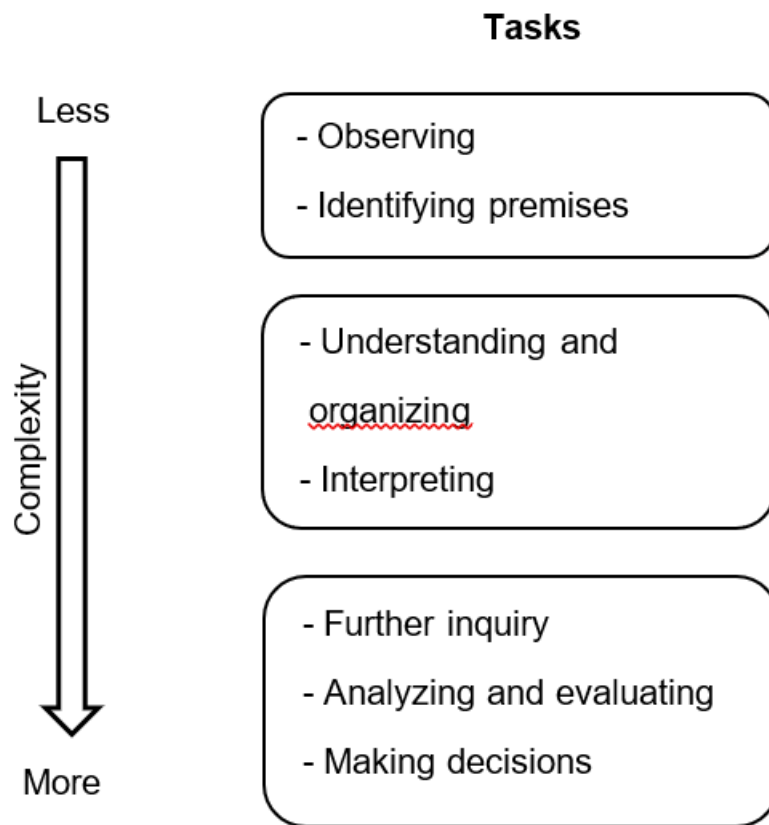 Tasks
Less
- Observing
- Identifying premises
- Understanding and
organizing
- Interpreting
Complexity
- Further inquiry
- Analyzing and evaluating
- Making decisions
More